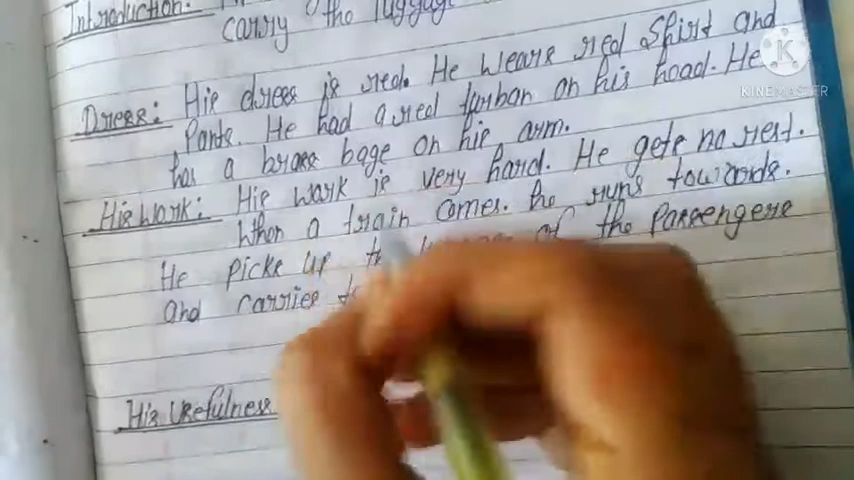 Introduction:
carry the luggage
Dress: His dress is red. He wears red Shirt and
Pants. He had a red turban on his head. He
has a brass bage on his arm.
His work: His work is very hard. He gets no rest.
When a train comes. he runs towards.
He picks up the of the Passengers
and carries
His Usefulness
KINEMASTER